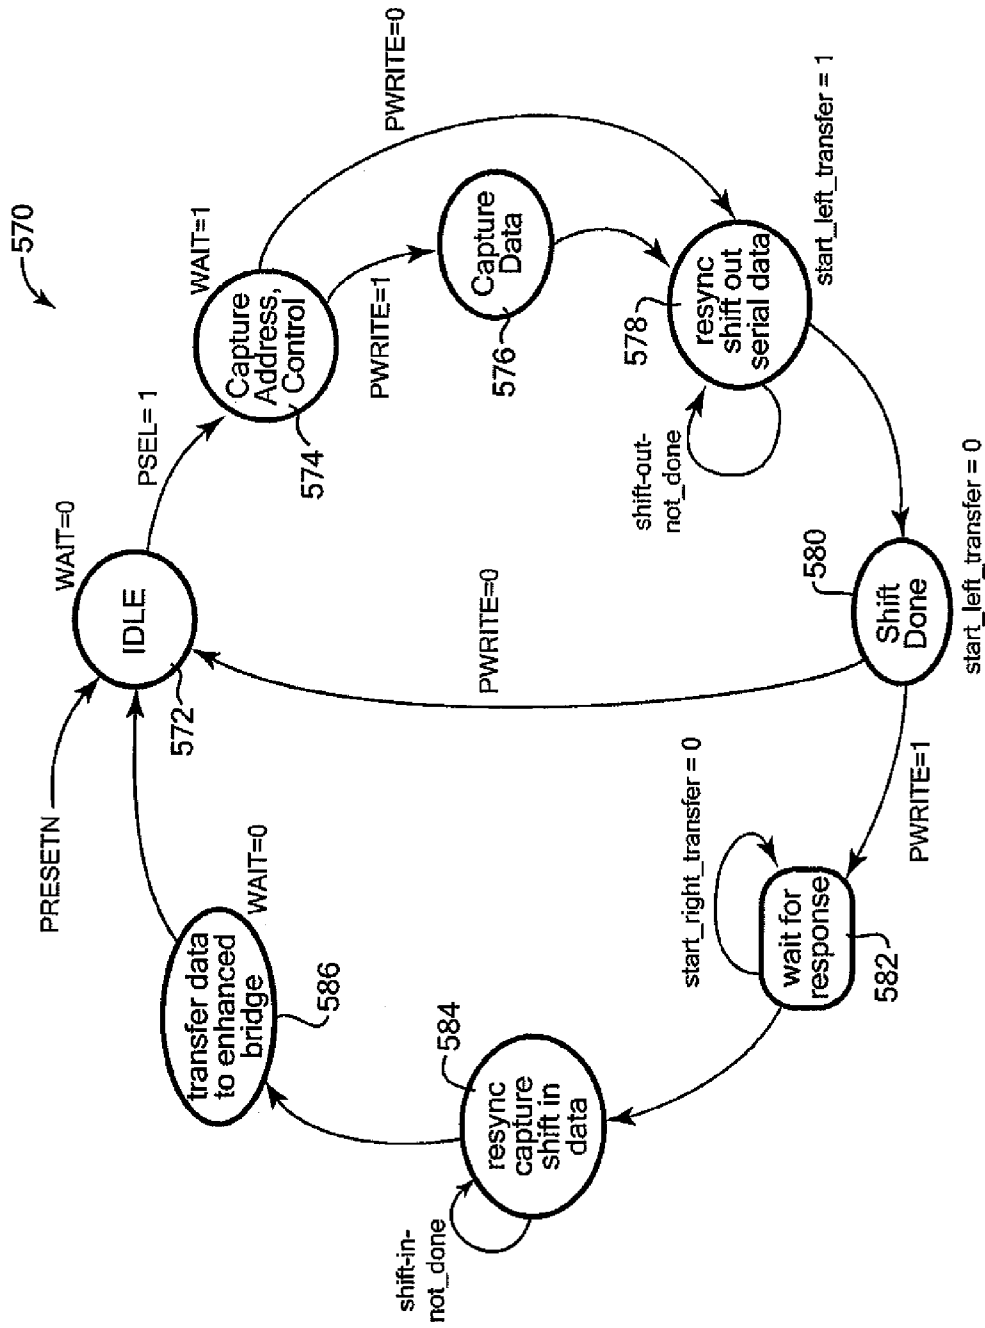 570
PRESETN
IDLE
WAIT=0
572
PSEL= 1
Capture
Address,
Control
WAIT=1
574
PWRITE=0
PWRITE=1
Capture
Data
576
resync
shift out
serial data
578
start_left_transfer = 1
shift-out-
not_done
Shift
Done
580
start_left_transfer = 0
PWRITE=0
PWRITE=1
wait for
response
582
start_right_transfer = 0
resync
capture
shift in
data
584
shift-in-
not_done
transfer data
to enhanced
bridge
586
WAIT=0